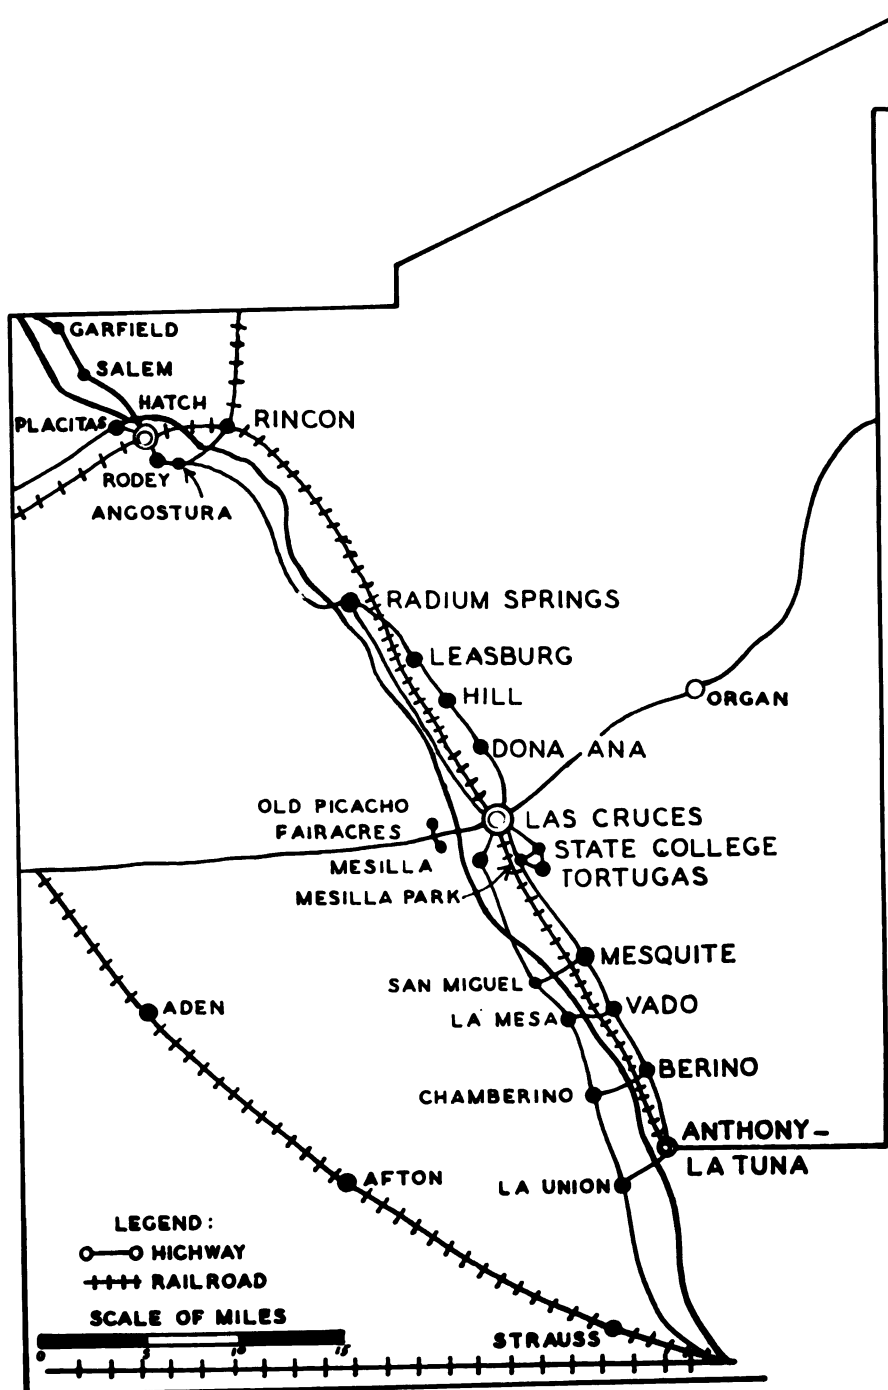 GARFIELD
SALEM
HATCH
PLACITAS
RINCON
RODEY
ANGOSTURA
RADIUM SPRINGS
LEASBURG
HILL
ORGAN
DONA ANA
OLD PICACHO
FAIRACRES
LAS CRUCES
MESILLA
STATE COLLEGE
TORTUGAS
MESILLA PARK
MESQUITE
SAN MIGUEL
VADO
LA MESA
ADEN
BERINO
CHAMBERINO
ANTHONY-
LA TUNA
AFTON
LA UNION
LEGEND:
HIGHWAY
RAILROAD
SCALE OF MILES
0 5 10 15
STRAUSS